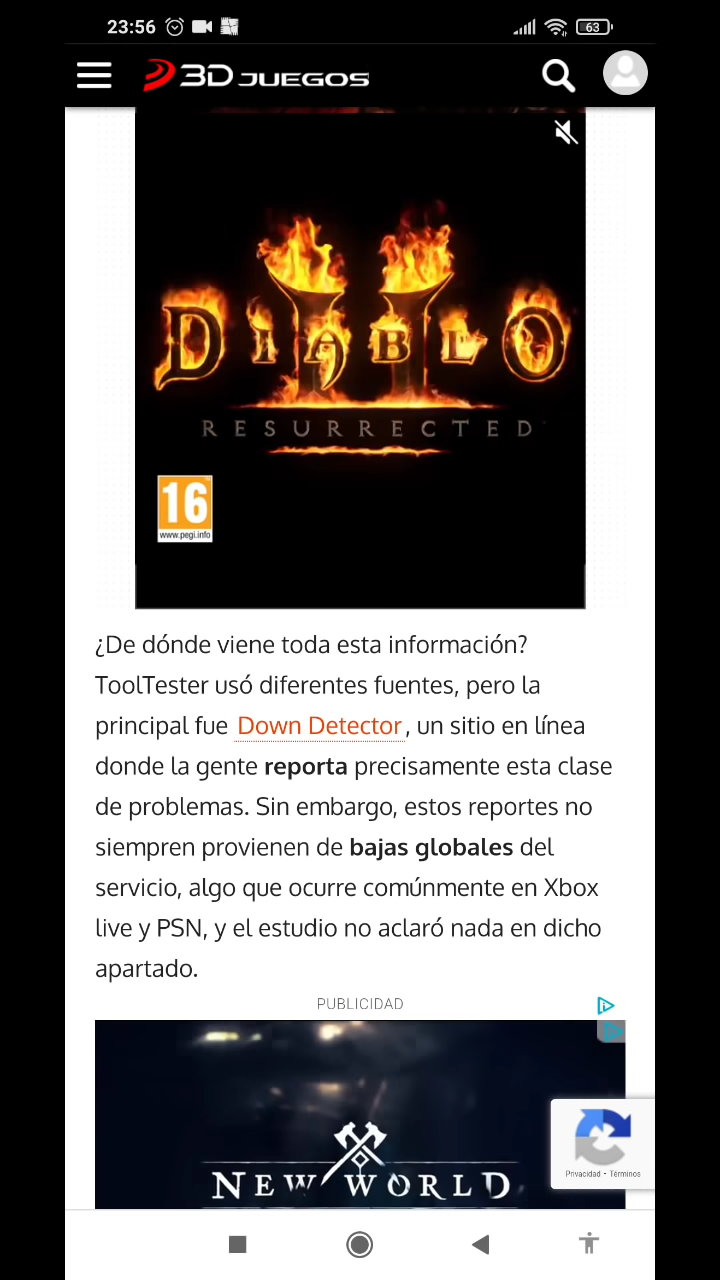 23:56
63
3D JUEGOS
DIABLO
RESURRECTED
16
www.pegi.info
¿De dónde viene toda esta información?
ToolTester usó diferentes fuentes, pero la
principal fue Down Detector, un sitio en línea
donde la gente reporta precisamente esta clase
de problemas. Sin embargo, estos reportes no
siempren provienen de bajas globales del
servicio, algo que ocurre comúnmente en Xbox
live y PSN, y el estudio no aclaró nada en dicho
apartado.
PUBLICIDAD
NEW WORLD
Privacidad - Términos